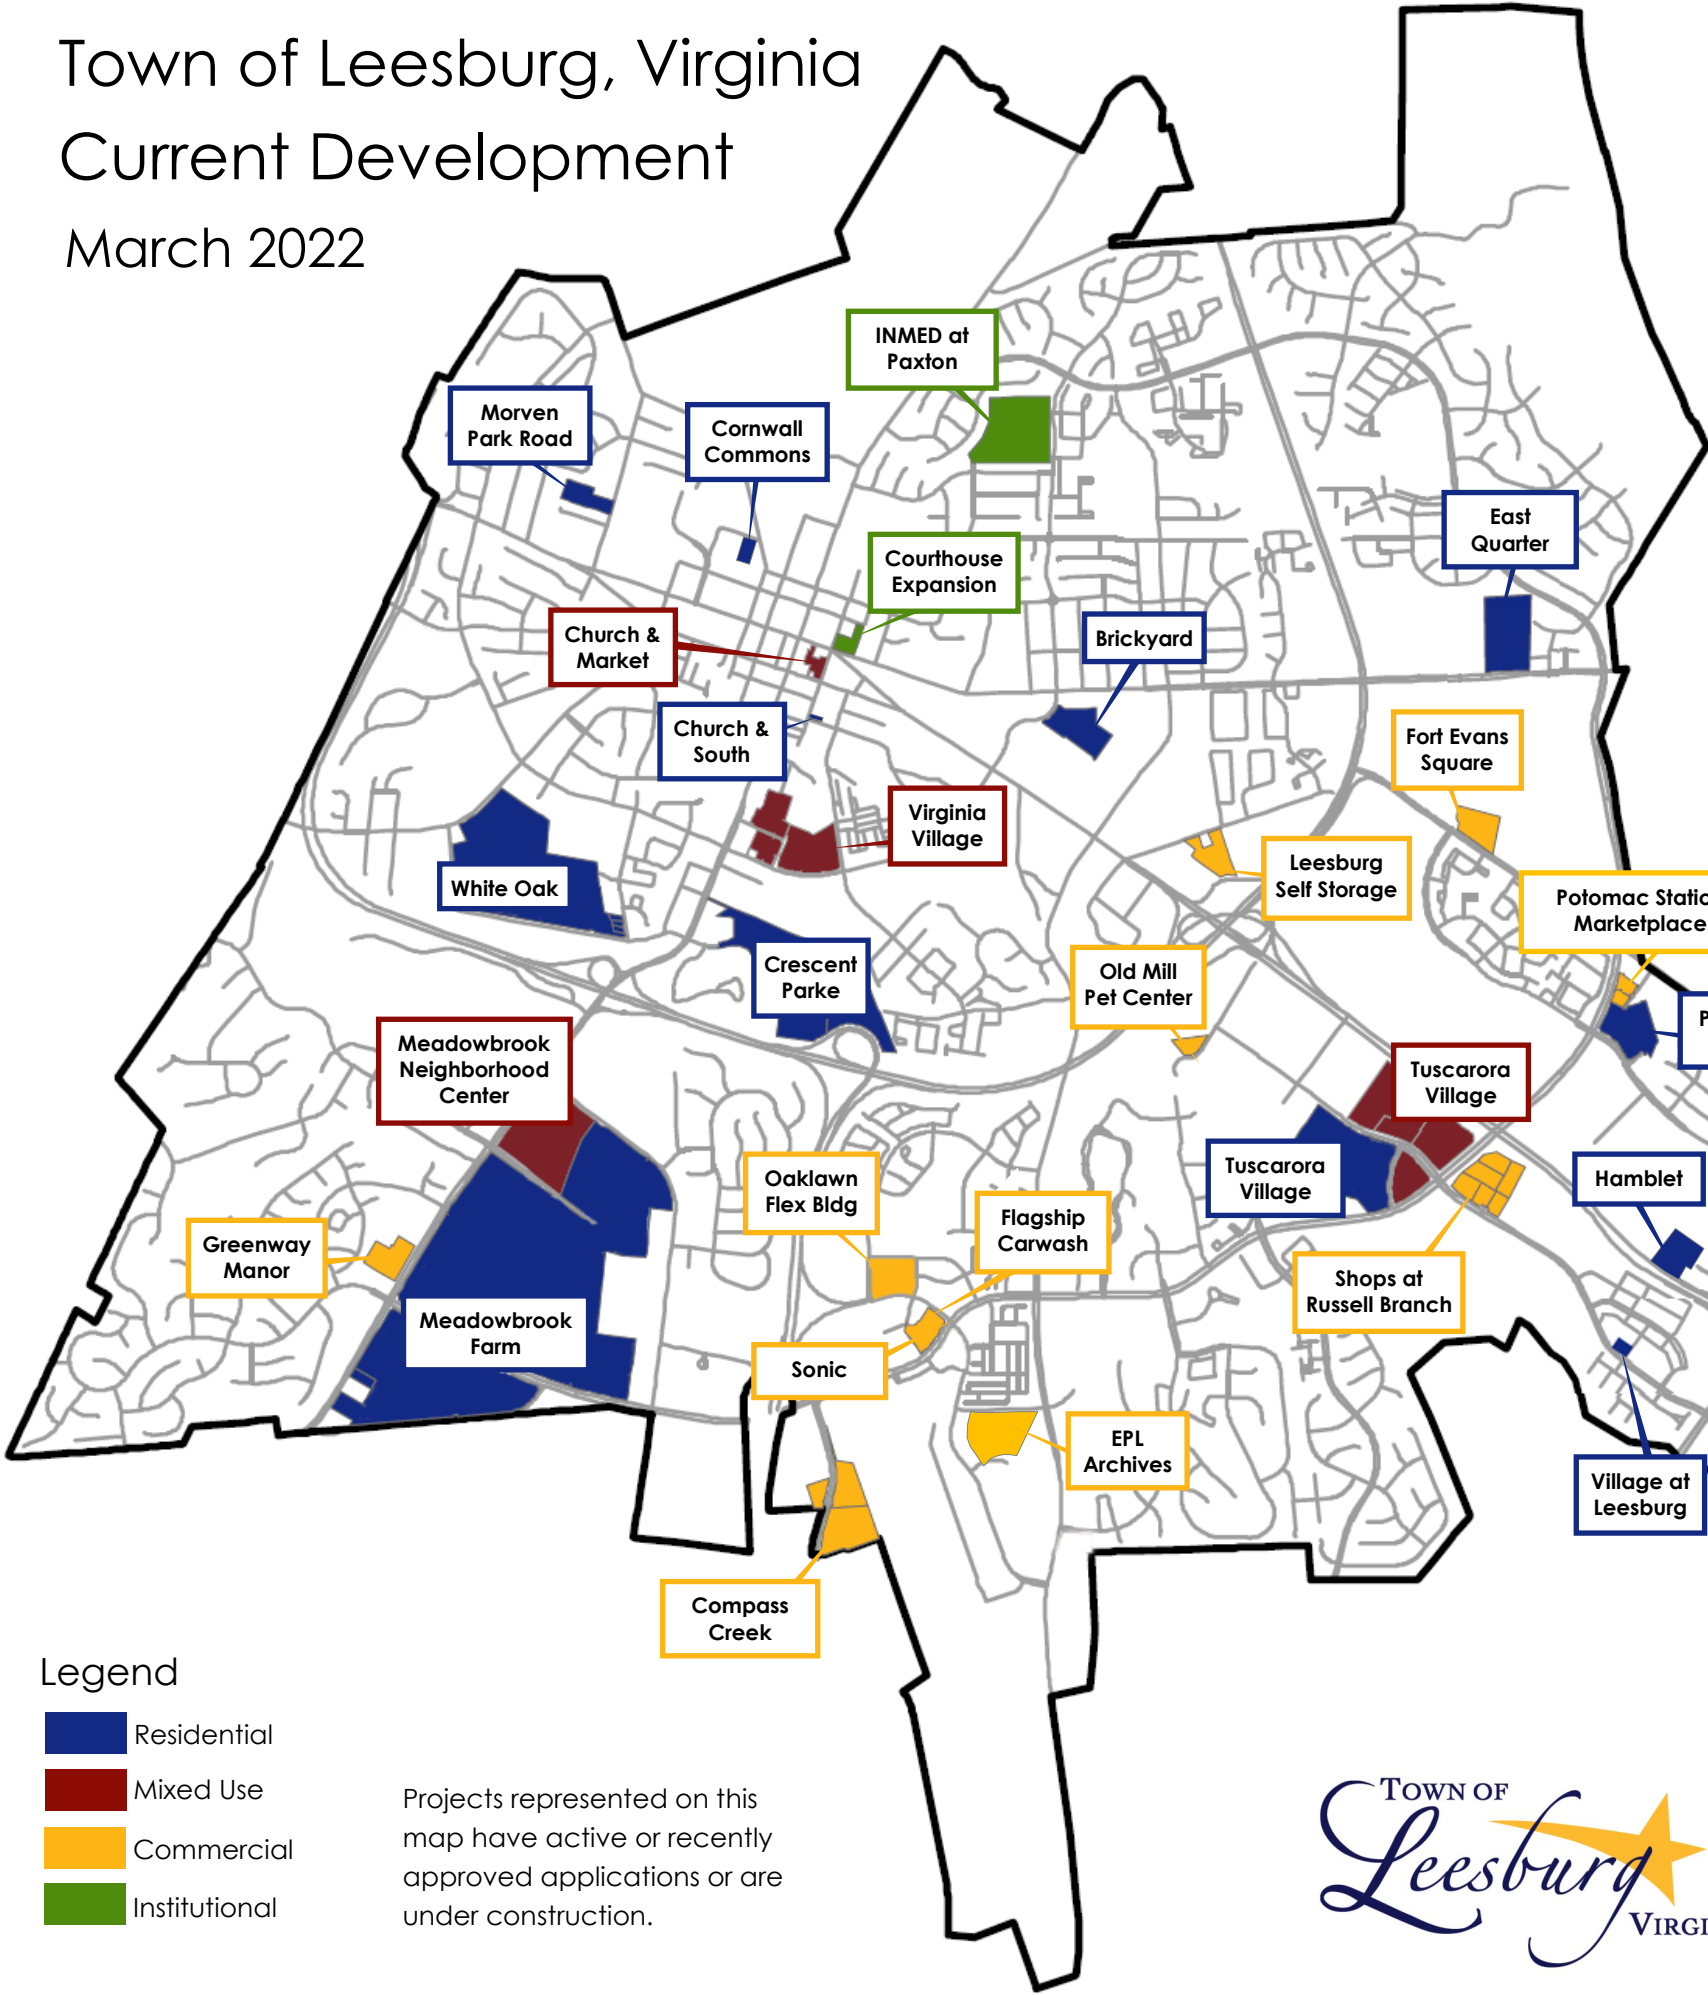 Town of Leesburg, Virginia
Current Development
March 2022
INMED at
Paxton
Morven
Park Road
Cornwall
Commons
East
Quarter
Courthouse
Expansion
Church &
Market
Brickyard
Church &
South
Fort Evans
Square
Virginia
Village
Leesburg
Self Storage
White Oak
Potomac Statio
Marketplace
Crescent
Parke
Old Mill
Pet Center
P
Meadowbrook
Neighborhood
Center
Tuscarora
Village
Tuscarora
Village
Hamblet
Oaklawn
Flex Bldg
Flagship
Carwash
Greenway
Manor
Shops at
Russell Branch
Meadowbrook
Farm
Sonic
EPL
Archives
Village at
Leesburg
Compass
Creek
Legend
Residential
Mixed Use
Commercial
Institutional
Projects represented on this
map have active or recently
approved applications or are
under construction.
TOWN OF
Leesburg
VIRGI